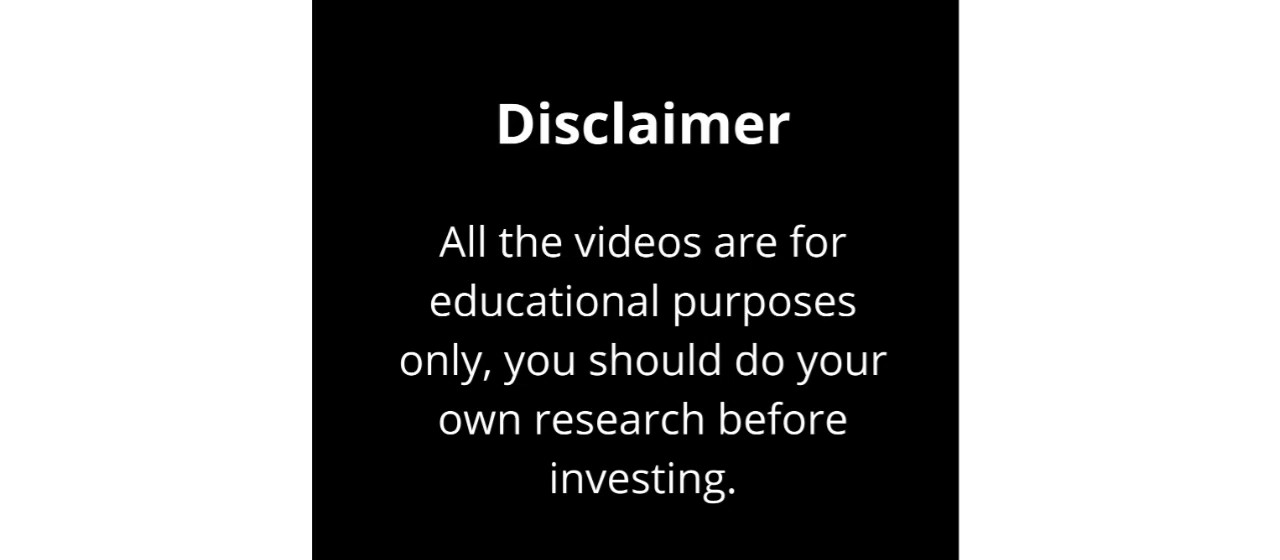 Disclaimer
All the videos are for
educational purposes
only, you should do your
own research before
investing.